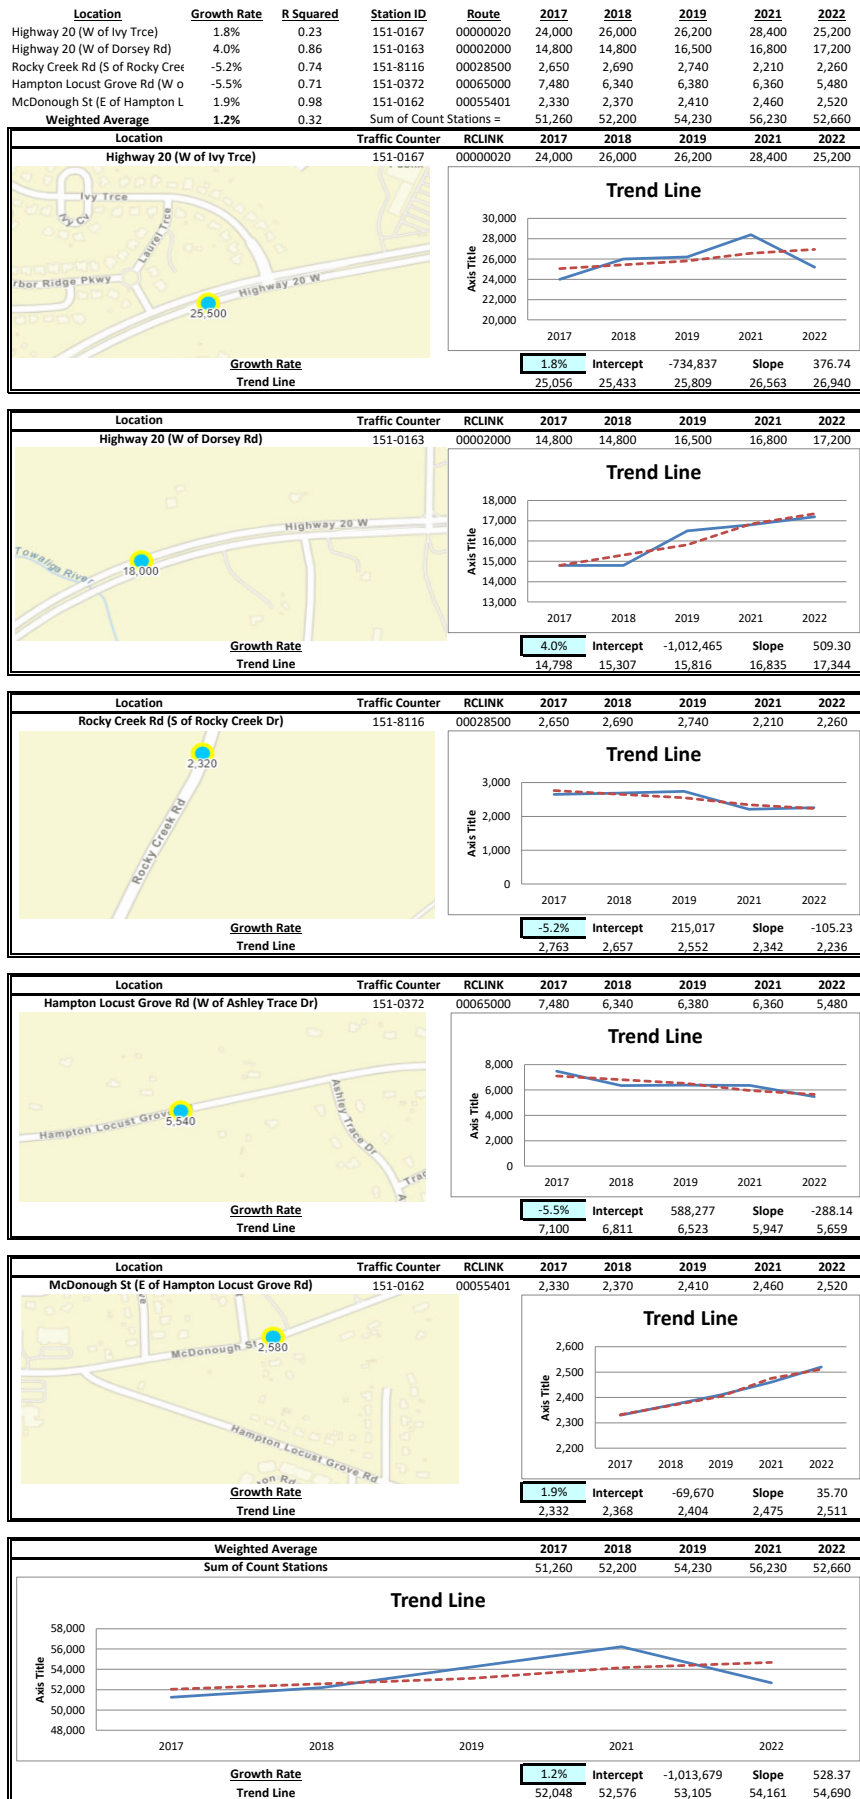 Location Growth Rate R Squared Station ID Route 2017 2018 2019 2021 2022
Highway 20 (W of Ivy Trce) 1.8% 0.23 151-0167 00000020 24,000 26,000 26,200 28,400 25,200
Highway 20 (W of Dorsey Rd) 4.0% 0.86 151-0163 00002000 14,800 14,800 16,500 16,800 17,200
Rocky Creek Rd (S of Rocky Cree -5.2% 0.74 151-8116 00028500 2,650 2,690 2,740 2,210 2,260
Hampton Locust Grove Rd (W o -5.5% 0.71 151-0372 00065000 7,480 6,340 6,380 6,360 5,480
McDonough St (E of Hampton L 1.9% 0.98 151-0162 00055401 2,330 2,370 2,410 2,460 2,520
Weighted Average 1.2% 0.32 Sum of Count Stations = 51,260 52,200 54,230 56,230 52,660
Location Traffic Counter RCLINK 2017 2018 2019 2021 2022
Highway 20 (W of Ivy Trce) 151-0167 00000020 24,000 26,000 26,200 28,400 25,200
Ivy Trce
Ivy Cv
Laurel Trce
rbor Ridge Pkwy
Highway 20 W
25,500
Trend Line
Axis Title
30,000
28,000
26,000
24,000
22,000
20,000
2017 2018 2019 2021 2022
Growth Rate 1.8% Intercept -734,837 Slope 376.74
Trend Line 25,056 25,433 25,809 26,563 26,940
Location Traffic Counter RCLINK 2017 2018 2019 2021 2022
Highway 20 (W of Dorsey Rd) 151-0163 00002000 14,800 14,800 16,500 16,800 17,200
Highway 20 W
Towaliga River
18,000
Trend Line
Axis Title
18,000
17,000
16,000
15,000
14,000
13,000
2017 2018 2019 2021 2022
Growth Rate 4.0% Intercept -1,012,465 Slope 509.30
Trend Line 14,798 15,307 15,816 16,835 17,344
Location Traffic Counter RCLINK 2017 2018 2019 2021 2022
Rocky Creek Rd (S of Rocky Creek Dr) 151-8116 00028500 2,650 2,690 2,740 2,210 2,260
2,320
Rocky Creek Rd
Trend Line
Axis Title
3,000
2,000
1,000
0
2017 2018 2019 2021 2022
Growth Rate -5.2% Intercept 215,017 Slope -105.23
Trend Line 2,763 2,657 2,552 2,342 2,236
Location Traffic Counter RCLINK 2017 2018 2019 2021 2022
Hampton Locust Grove Rd (W of Ashley Trace Dr) 151-0372 00065000 7,480 6,340 6,380 6,360 5,480
Hampton Locust Grov
5,540
Ashley Trace Dr
Trac
A
Trend Line
Axis Title
8,000
6,000
4,000
2,000
0
2017 2018 2019 2021 2022
Growth Rate -5.5% Intercept 588,277 Slope -288.14
Trend Line 7,100 6,811 6,523 5,947 5,659
Location Traffic Counter RCLINK 2017 2018 2019 2021 2022
McDonough St (E of Hampton Locust Grove Rd) 151-0162 00055401 2,330 2,370 2,410 2,460 2,520
McDonough St
2,580
Hampton Locust Grove Rd
on Rd
Trend Line
Axis Title
2,600
2,500
2,400
2,300
2,200
2017 2018 2019 2021 2022
Growth Rate 1.9% Intercept -69,670 Slope 35.70
Trend Line 2,332 2,368 2,404 2,475 2,511
Weighted Average 2017 2018 2019 2021 2022
Sum of Count Stations 51,260 52,200 54,230 56,230 52,660
Trend Line
Axis Title
58,000
56,000
54,000
52,000
50,000
48,000
2017 2018 2019 2021 2022
Growth Rate 1.2% Intercept -1,013,679 Slope 528.37
Trend Line 52,048 52,576 53,105 54,161 54,690